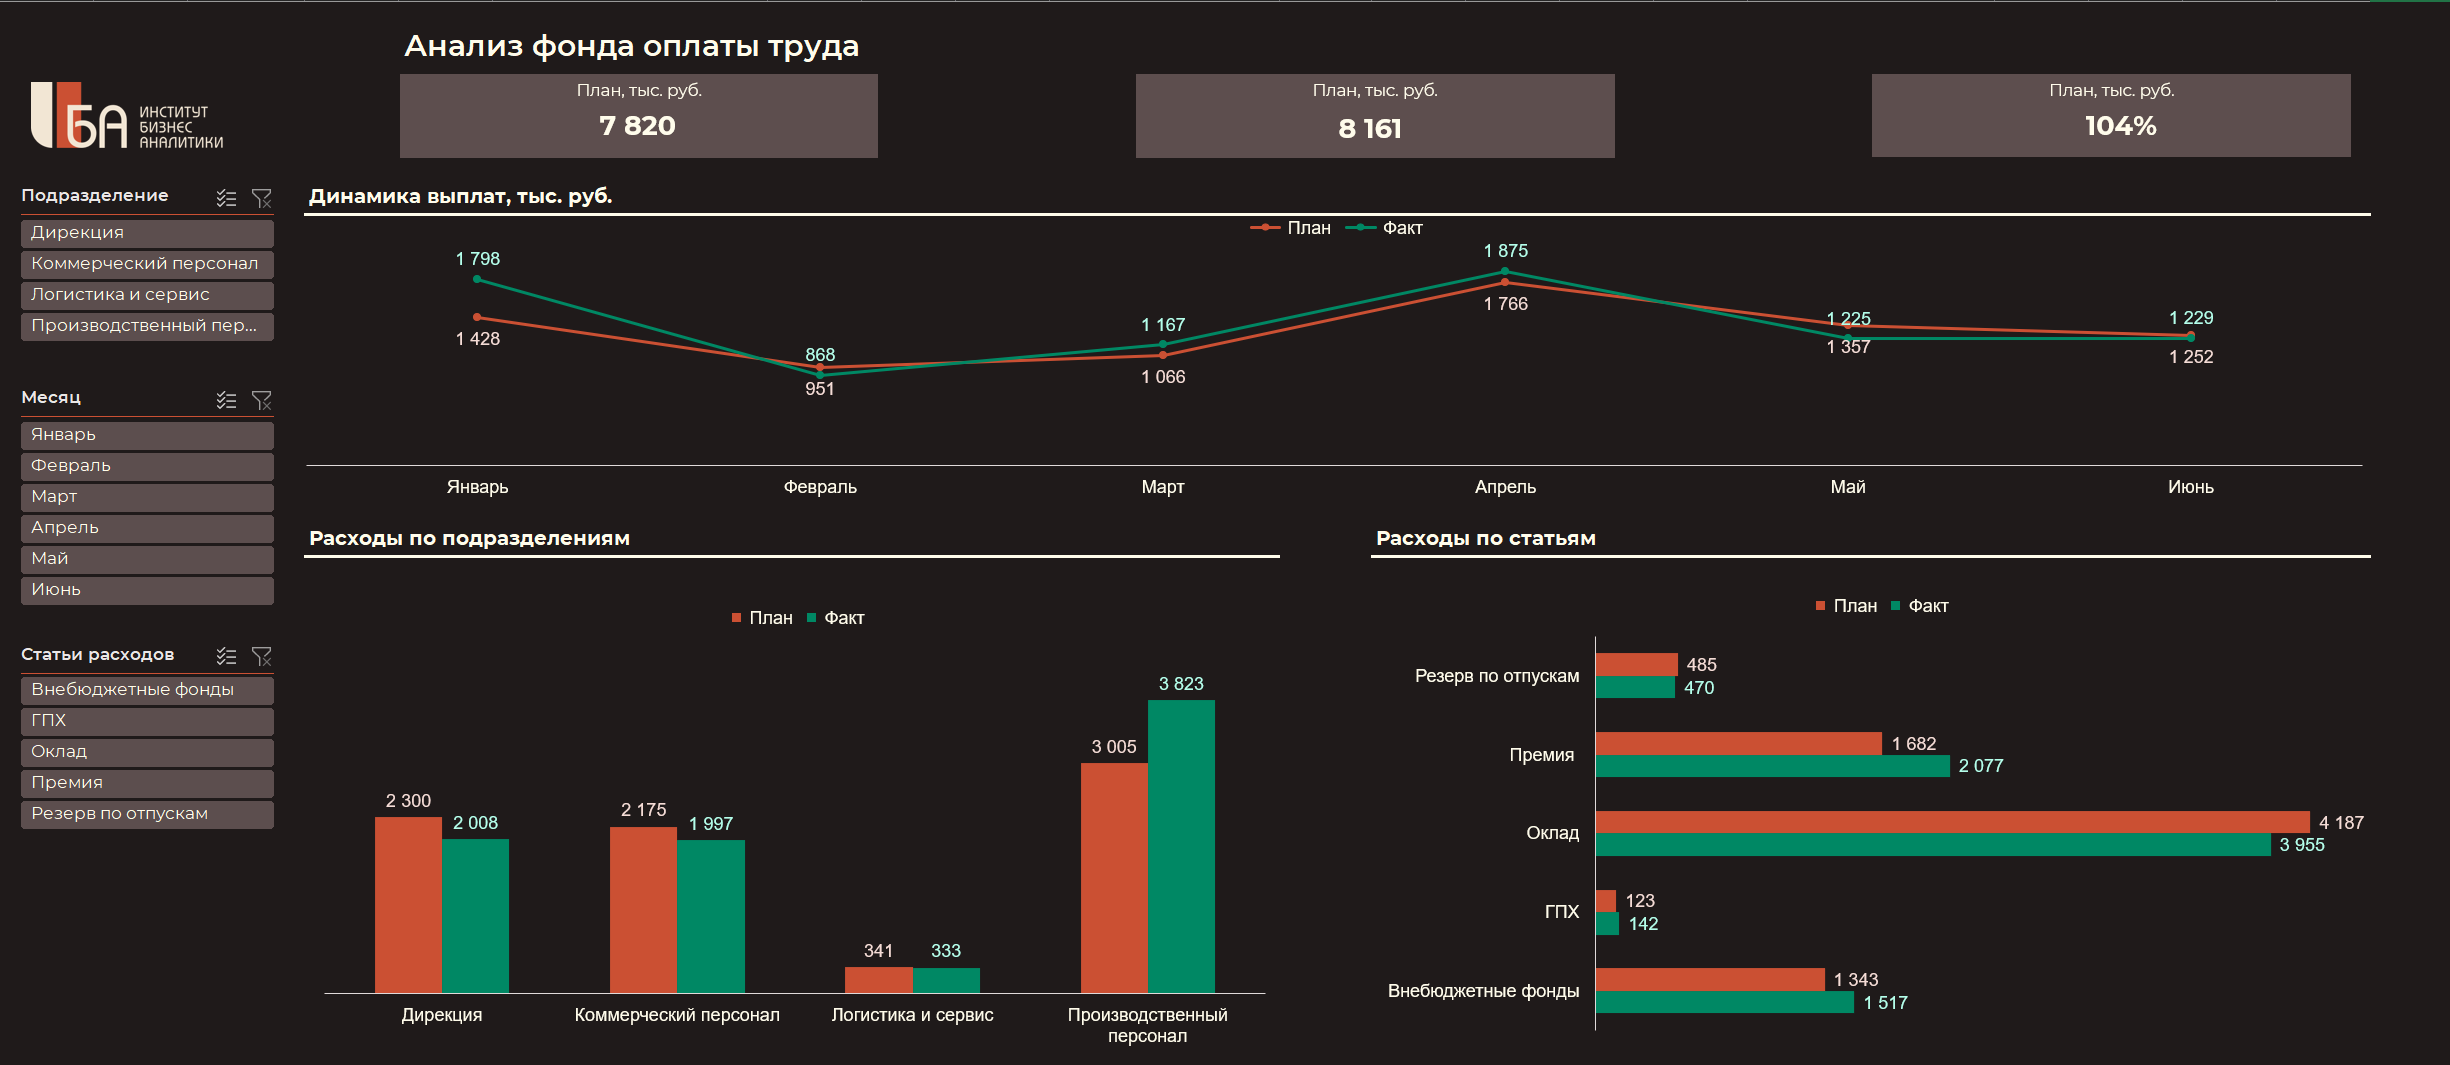 Анализ фонда оплаты труда
План, тыс. руб.
7 820
План, тыс. руб.
8 161
План, тыс. руб.
104%
БА
ИНСТИТУТ
БИЗНЕС
АНАЛИТИКИ
Подразделение
Дирекция
Коммерческий персонал
Логистика и сервис
Производственный пер...
Месяц
Январь
Февраль
Март
Апрель
Май
Июнь
Статьи расходов
Внебюджетные фонды
ГПХ
Оклад
Премия
Резерв по отпускам
Динамика выплат, тыс. руб.
План Факт
1 798
1 428
868
951
1 167
1 066
1 875
1 766
1 225
1 357
1 229
1 252
Январь Февраль Март Апрель Май Июнь
Расходы по подразделениям
План Факт
2 300
2 008
2 175
1 997
341
333
3 005
3 823
Дирекция
Коммерческий персонал
Логистика и сервис
Производственный
персонал
Расходы по статьям
План Факт
Резерв по отпускам
485
470
Премия
1 682
2 077
Оклад
4 187
3 955
ГПХ
123
142
Внебюджетные фонды
1 343
1 517